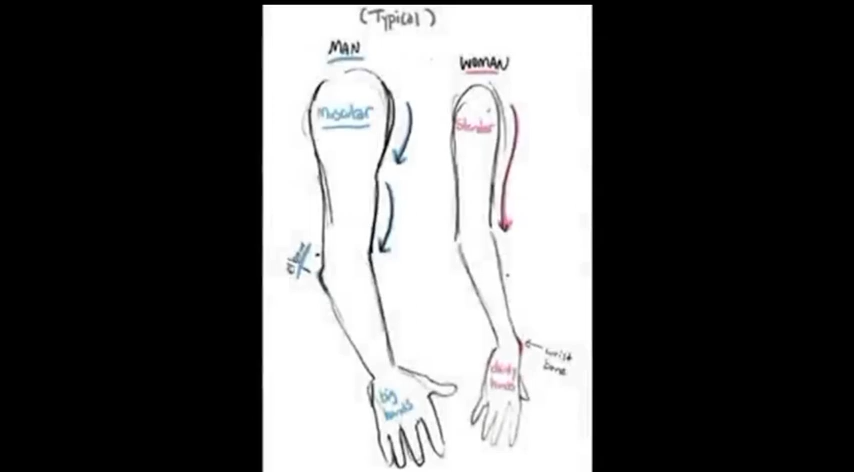 (Typical)
MAN
WOMAN
Muscular
Slender
wrist
bone
big
hands
dainty
hands